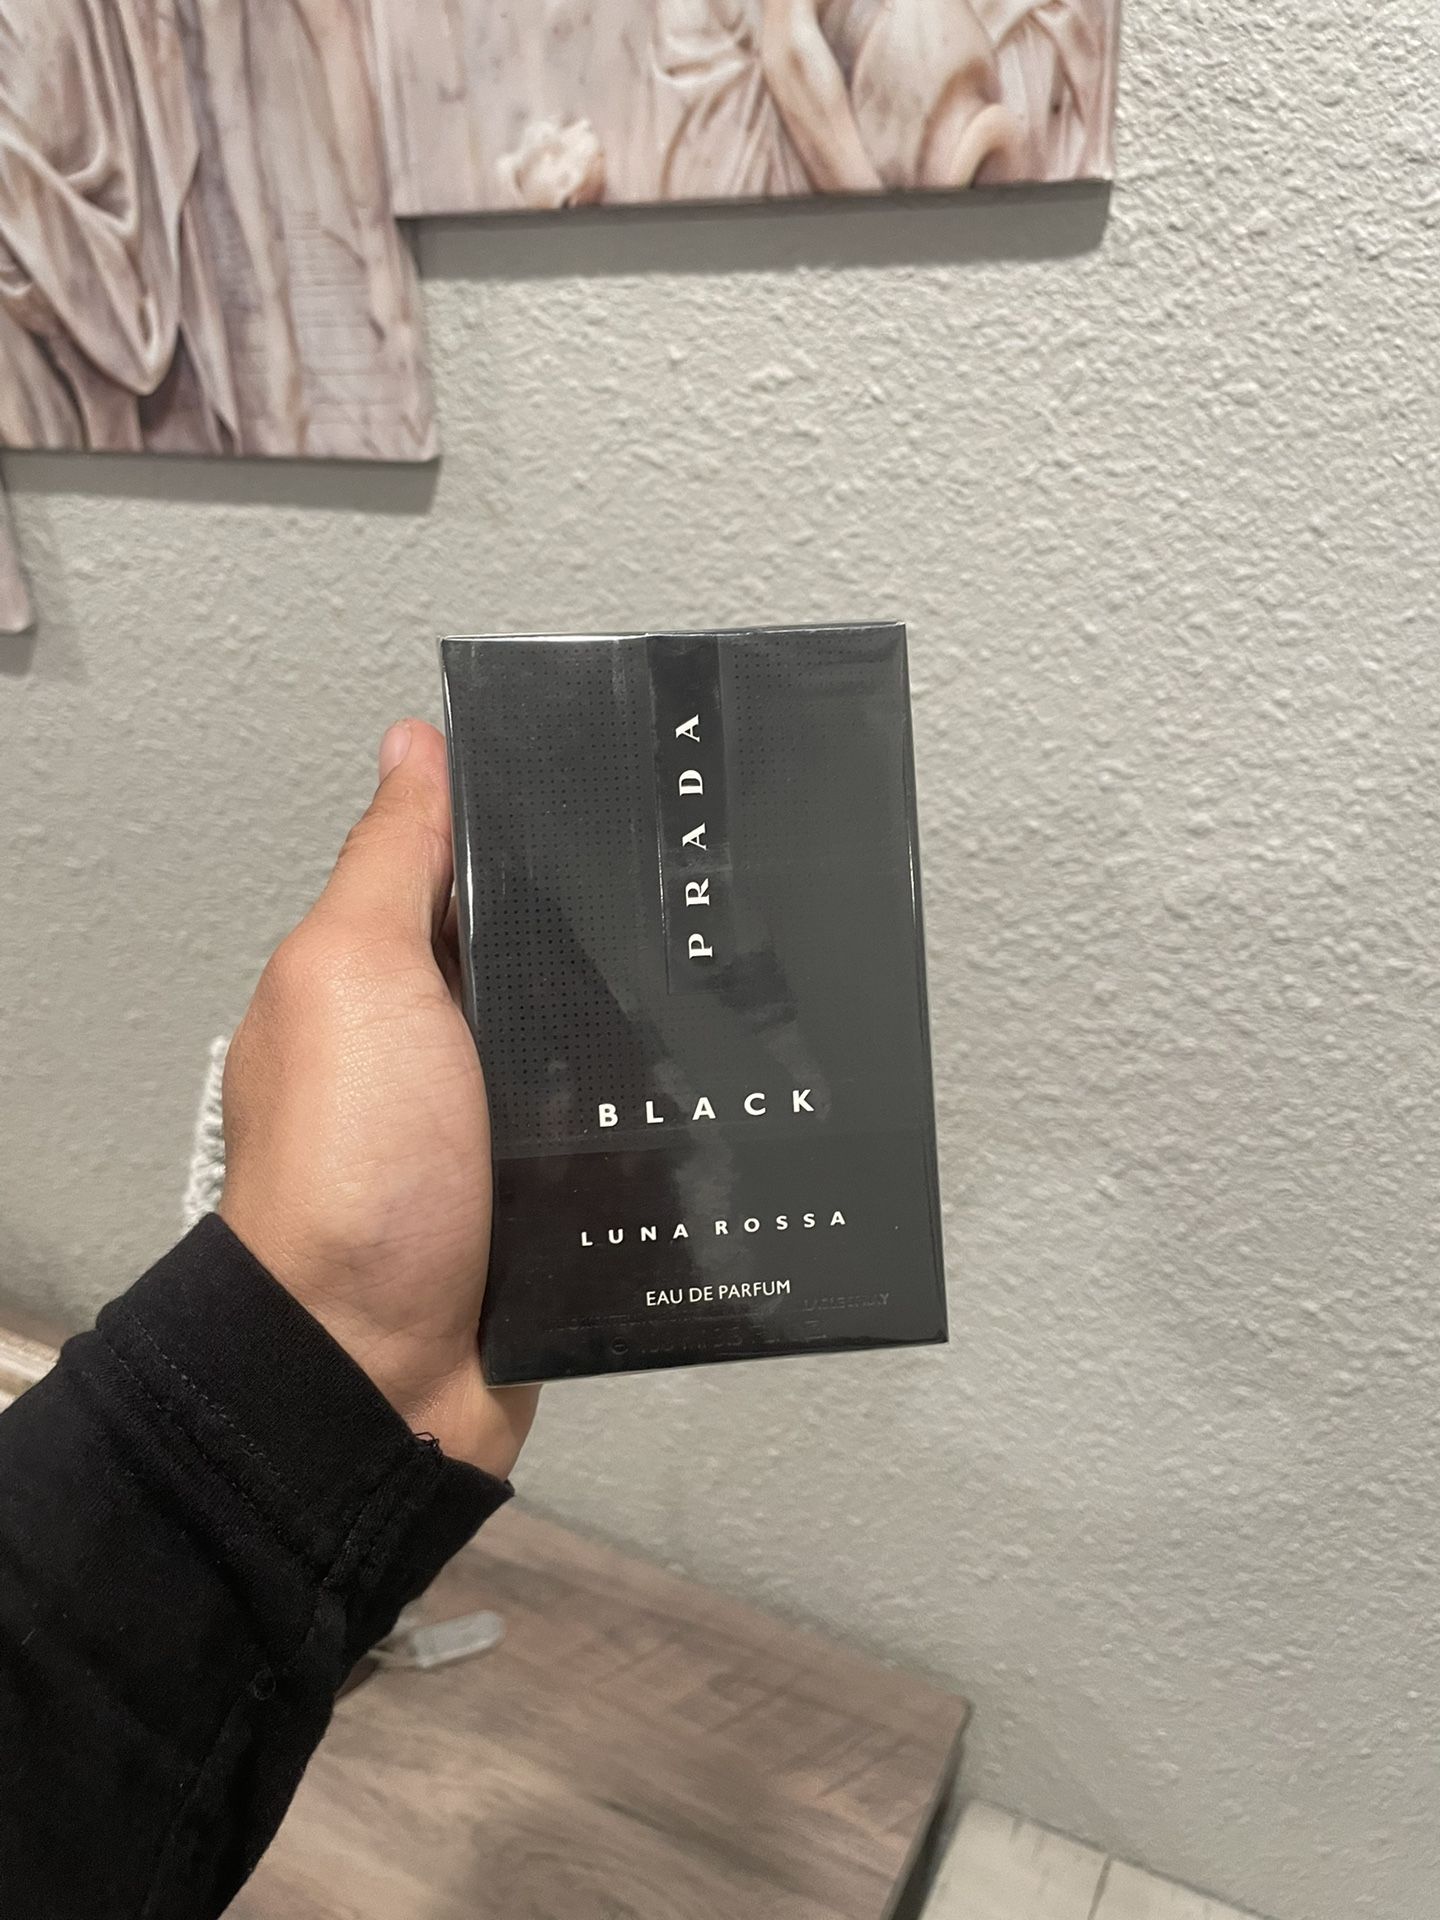 PRADA
BLACK
LUNA ROSSA
EAU DE PARFUM